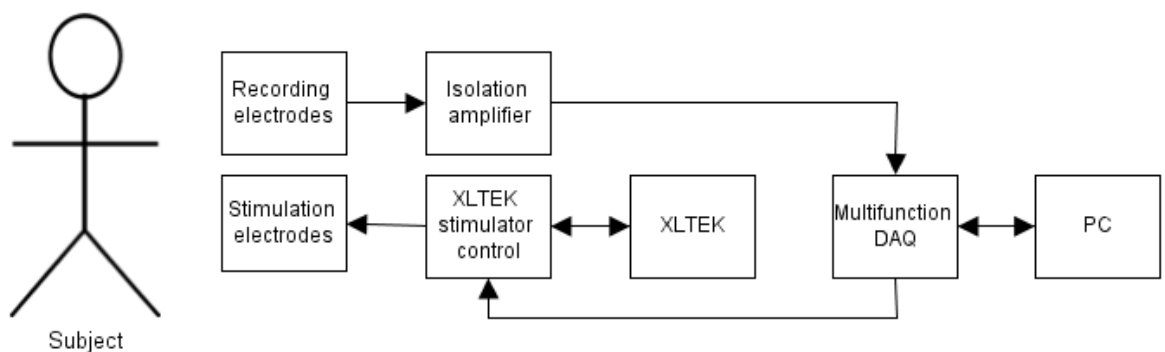 Recording
electrodes
Isolation
amplifier
Stimulation
electrodes
XLTEK
stimulator
control
XLTEK
Multifunction
DAQ
PC
Subject